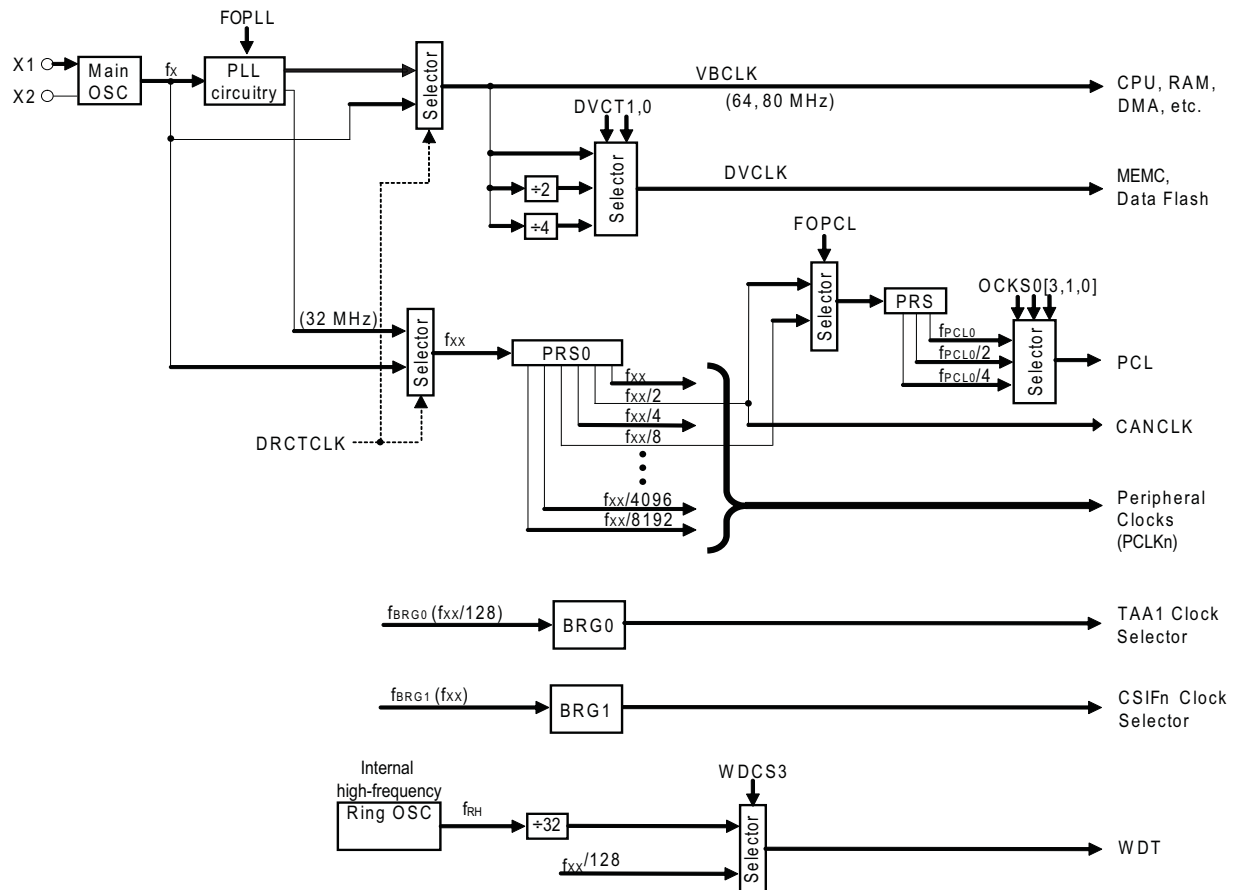 FOPLL
X1
X2
Main
OSC
fX
PLL
circuitry
Selector
VBCLK
(64, 80 MHz)
CPU, RAM,
DMA, etc.
DVCT1,0
Selector
÷2
÷4
DVCLK
MEMC,
Data Flash
FOPCL
Selector
PRS
OCKS0[3,1,0]
fPCL0
fPCL0/2
fPCL0/4
Selector
PCL
(32 MHz)
Selector
fXX
PRS0
fXX
fXX/2
fXX/4
fXX/8
fXX/4096
fXX/8192
DRCTCLK
CANCLK
Peripheral
Clocks
(PCLKn)
fBRG0 (fXX/128)
BRG0
TAA1 Clock
Selector
fBRG1 (fXX)
BRG1
CSIFn Clock
Selector
Internal
high-frequency
Ring OSC
fRH
÷32
fXX/128
WDCS3
Selector
WDT